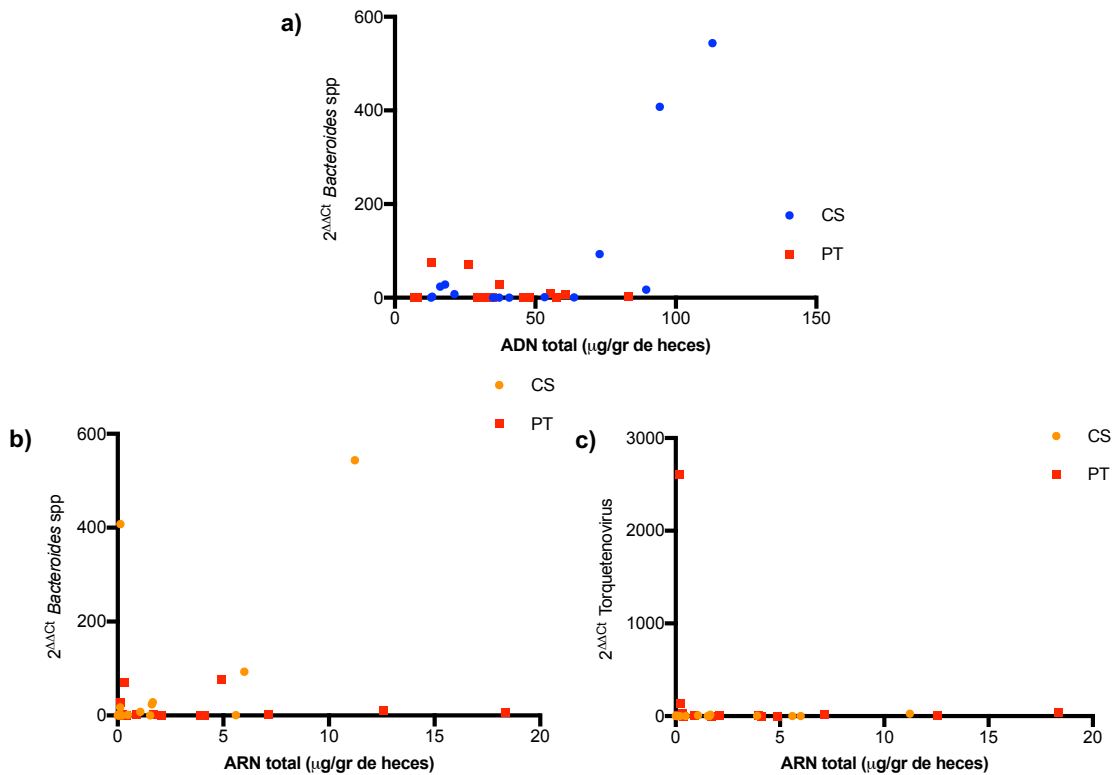 a)
600
400
200
0
2ΔΔCt Bacteroides spp
0
50
100
150
ADN total (μg/gr de heces)
CS
PT
b)
CS
PT
600
400
200
0
2ΔΔCt Bacteroides spp
0
5
10
15
20
ARN total (μg/gr de heces)
c)
CS
PT
3000
2000
1000
0
2ΔΔCt Torquetenovirus
0
5
10
15
20
ARN total (μg/gr de heces)